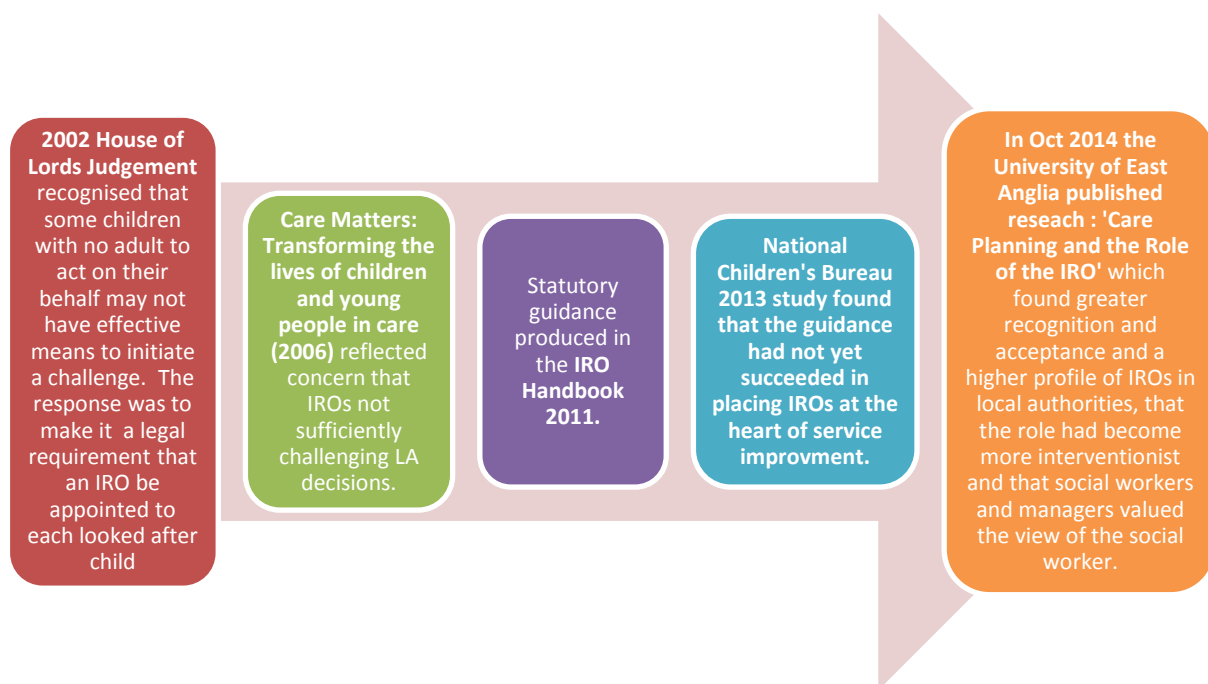 2002 House of
Lords Judgement
recognised that
some children
with no adult to
act on their
behalf may not
have effective
means to initiate
a challenge.  The
response was to
make it  a legal
requirement that
an IRO be
appointed to
each looked after
child
Care Matters:
Transforming the
lives of children
and young
people in care
(2006) reflected
concern that
IROs not
sufficiently
challenging LA
decisions.
Statutory
guidance
produced in
the IRO
Handbook
2011.
National
Children's Bureau
2013 study found
that the guidance
had not yet
succeeded in
placing IROs at the
heart of service
improvment.
In Oct 2014 the
University of East
Anglia published
reseach : 'Care
Planning and the Role
of the IRO' which
found greater
recognition and
acceptance and a
higher profile of IROs in
local authorities, that
the role had become
more interventionist
and that social workers
and managers valued
the view of the social
worker.